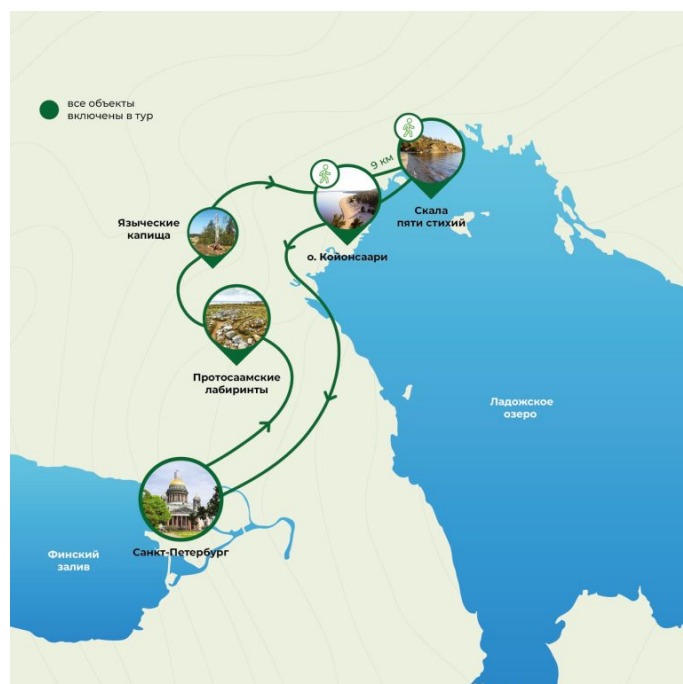 все объекты
включены в тур
9 км
Скала
пяти стихий
Языческие
капища
о. Койонсаари
Протосаамские
лабиринты
Ладожское
озеро
Санкт-Петербург
Финский
залив